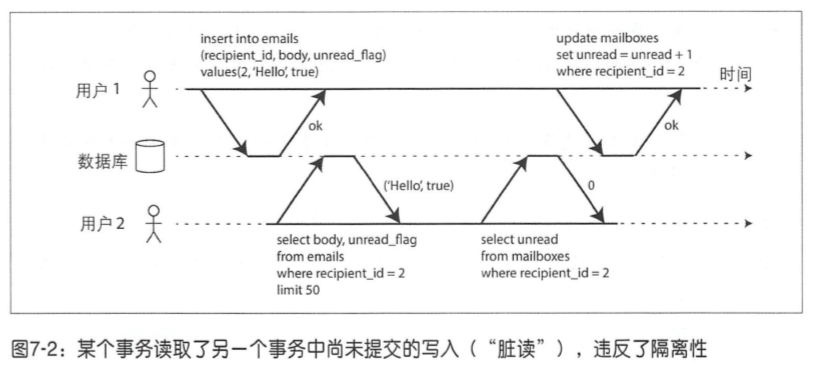 insert into emails
(recipient_id, body, unread_flag)
values(2, 'Hello', true)
update mailboxes
set unread = unread + 1
where recipient_id = 2
时间
用户 1
ok
ok
数据库
('Hello', true)
0
用户 2
select body, unread_flag
from emails
where recipient_id = 2
limit 50
select unread
from mailboxes
where recipient_id = 2
图7-2：某个事务读取了另一个事务中尚未提交的写入（“脏读”），违反了隔离性